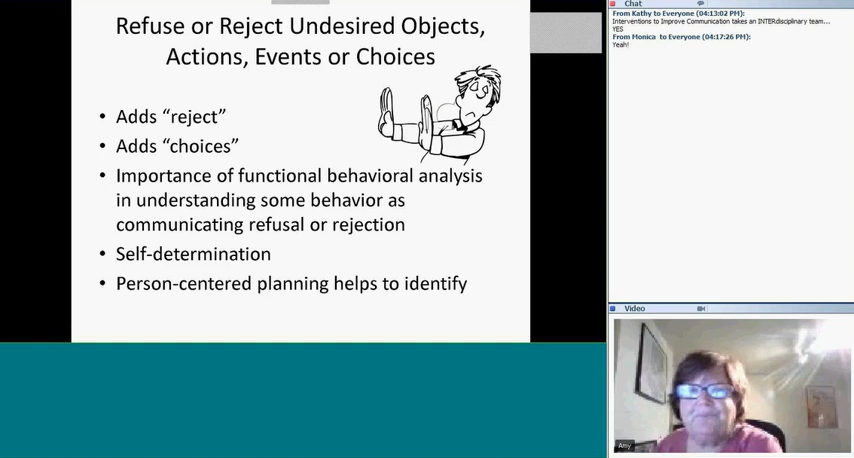 Refuse or Reject Undesired Objects,
Actions, Events or Choices
• Adds “reject”
• Adds “choices”
• Importance of functional behavioral analysis
in understanding some behavior as
communicating refusal or rejection
• Self-determination
• Person-centered planning helps to identify
Chat
From Kathy to Everyone (04:13:02 PM):
Interventions to Improve Communication takes an INTERdisciplinary team...
YES
From Monica to Everyone (04:17:26 PM):
Yeah!
Video
Amy